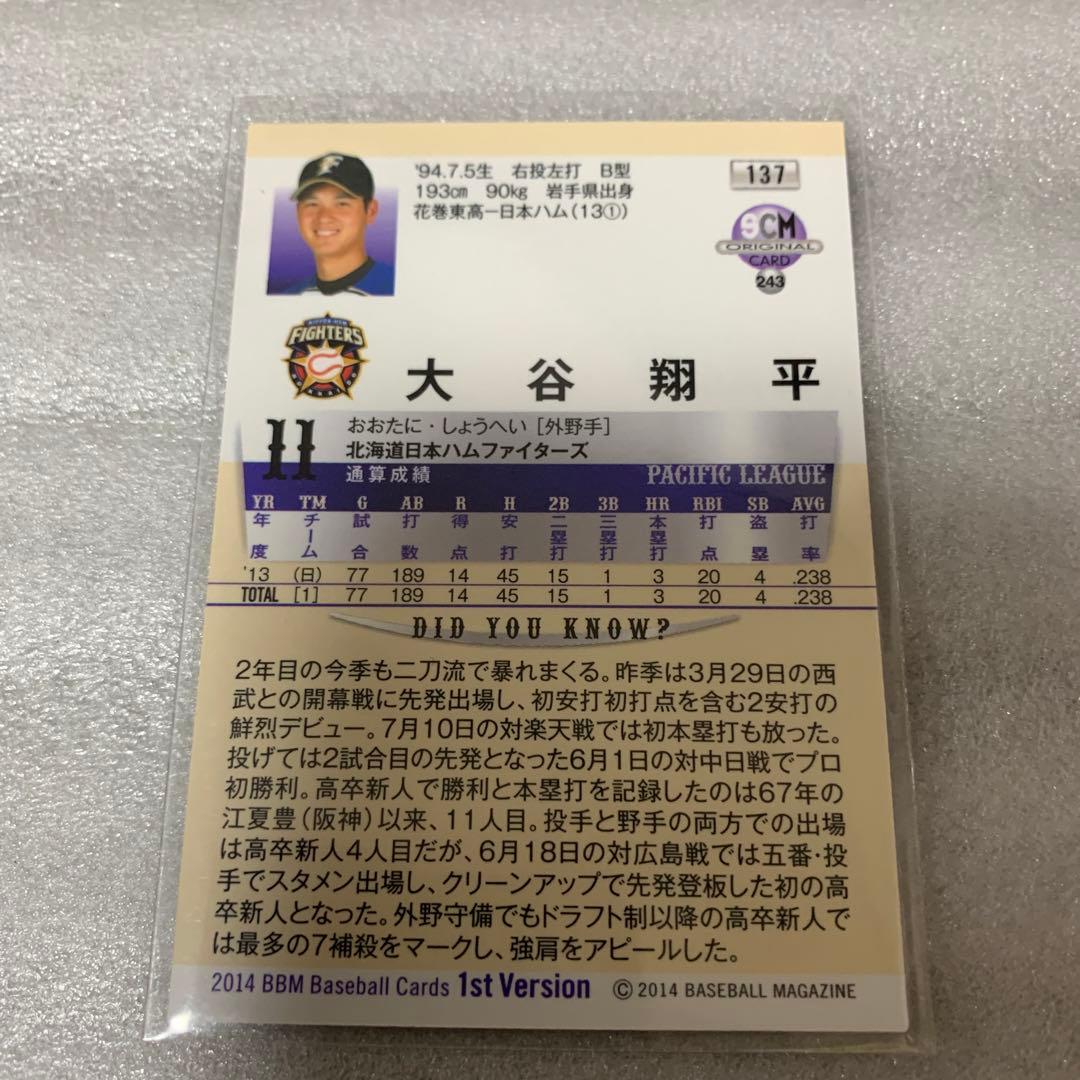 '94.7.5生 右投左打 B型
193cm 90kg 岩手県出身
花巻東高ー日本ハム(13①)
137
9CM
ORIGINAL
CARD
243
FIGHTERS
大谷翔平
11
おおたに・しょうへい[外野手]
北海道日本ハムファイターズ
通算成績 PACIFIC LEAGUE
YR TM G AB R H 2B 3B HR RBI SB AVG
年度 チーム 試合 打数 得点 安打 二塁打 三塁打 本塁打 打点 盗塁 打率
'13 (日) 77 189 14 45 15 1 3 20 4 .238
TOTAL [1] 77 189 14 45 15 1 3 20 4 .238
DID YOU KNOW?
2年目の今季も二刀流で暴れまくる。昨季は3月29日の西
武との開幕戦に先発出場し、初安打初打点を含む2安打の
鮮烈デビュー。7月10日の対楽天戦では初本塁打も放った。
投げては2試合目の先発となった6月1日の対中日戦でプロ
初勝利。高卒新人で勝利と本塁打を記録したのは67年の
江夏豊(阪神)以来、11人目。投手と野手の両方での出場
は高卒新人4人目だが、6月18日の対広島戦では五番・投
手でスタメン出場し、クリーンアップで先発登板した初の高
卒新人となった。外野守備でもドラフト制以降の高卒新人で
は最多の7補殺をマークし、強肩をアピールした。
2014 BBM Baseball Cards 1st Version © 2014 BASEBALL MAGAZINE